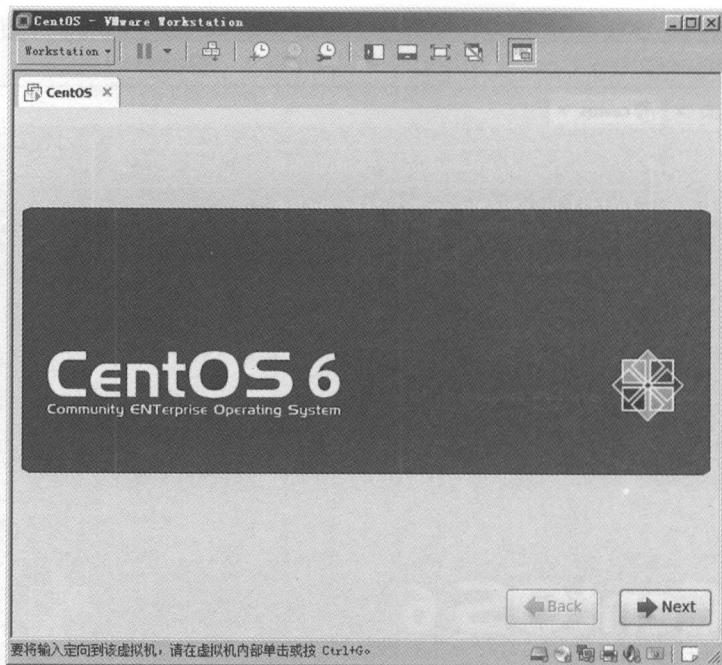 CentOS - VMware Workstation
Workstation
CentOS
CentOS 6
Community ENTerprise Operating System
Back
Next
要将输入定向到该虚拟机，请在虚拟机内部单击或按 Ctrl+G。